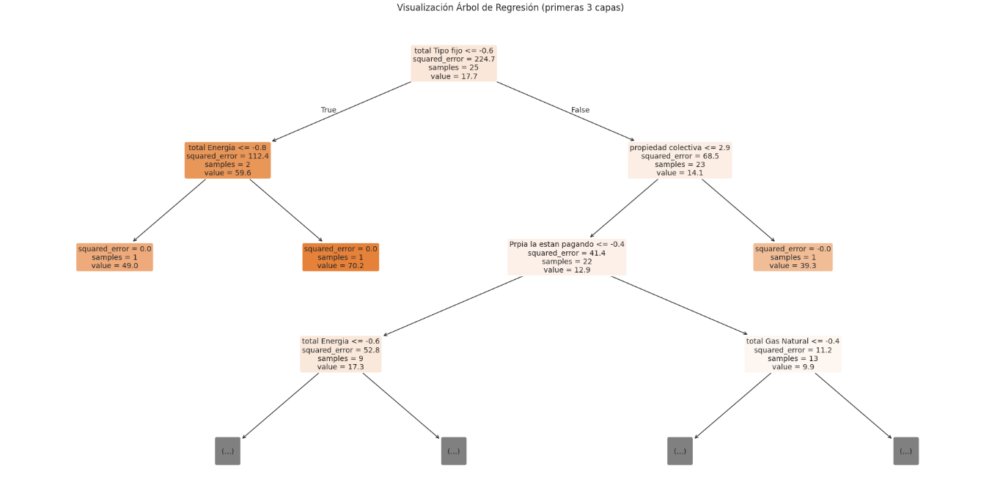 Visualización Árbol de Regresión (primeras 3 capas)
total Tipo fijo <= -0.6
squared_error = 224.7
samples = 25
value = 17.7
True
False
total Energia <= -0.8
squared_error = 112.4
samples = 2
value = 59.6
propiedad colectiva <= 2.9
squared_error = 68.5
samples = 23
value = 14.1
squared_error = 0.0
samples = 1
value = 49.0
squared_error = 0.0
samples = 1
value = 70.2
Prpia la estan pagando <= -0.4
squared_error = 41.4
samples = 22
value = 12.9
squared_error = -0.0
samples = 1
value = 39.3
total Energia <= -0.6
squared_error = 52.8
samples = 9
value = 17.3
total Gas Natural <= -0.4
squared_error = 11.2
samples = 13
value = 9.9
(...)
(...)
(...)
(...)